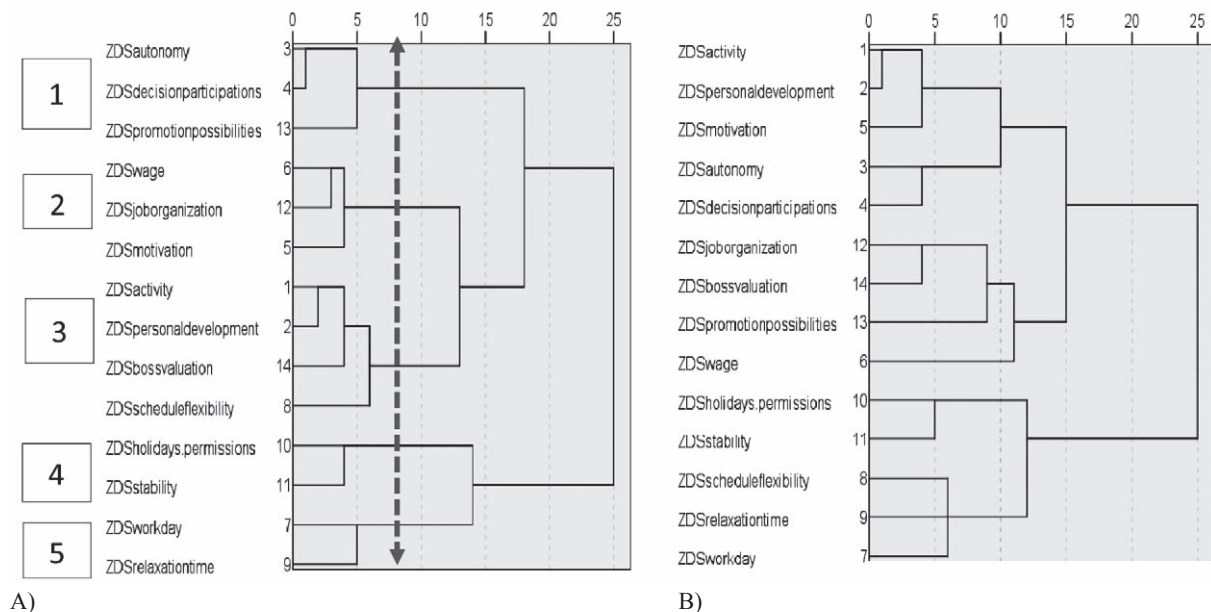 0 5 10 15 20 25
1
2
3
4
5
ZDSautonomy 3
ZDSdecisionparticipations 4
ZDSpromotionpossibilities 13
ZDSwage 6
ZDSjoborganization 12
ZDSmotivation 5
ZDSactivity 1
ZDSpersonaldevelopment 2
ZDSbossvaluation 14
ZDSscheduleflexibility 8
ZDSholidays.permissions 10
ZDSstability 11
ZDSworkday 7
ZDSrelaxationtime 9
A)
0 5 10 15 20 25
ZDSactivity 1
ZDSpersonaldevelopment 2
ZDSmotivation 5
ZDSautonomy 3
ZDSdecisionparticipations 4
ZDSjoborganization 12
ZDSbossvaluation 14
ZDSpromotionpossibilities 13
ZDSwage 6
ZDSholidays.permissions 10
ZDSstability 11
ZDSscheduleflexibility 8
ZDSrelaxationtime 9
ZDSworkday 7
B)